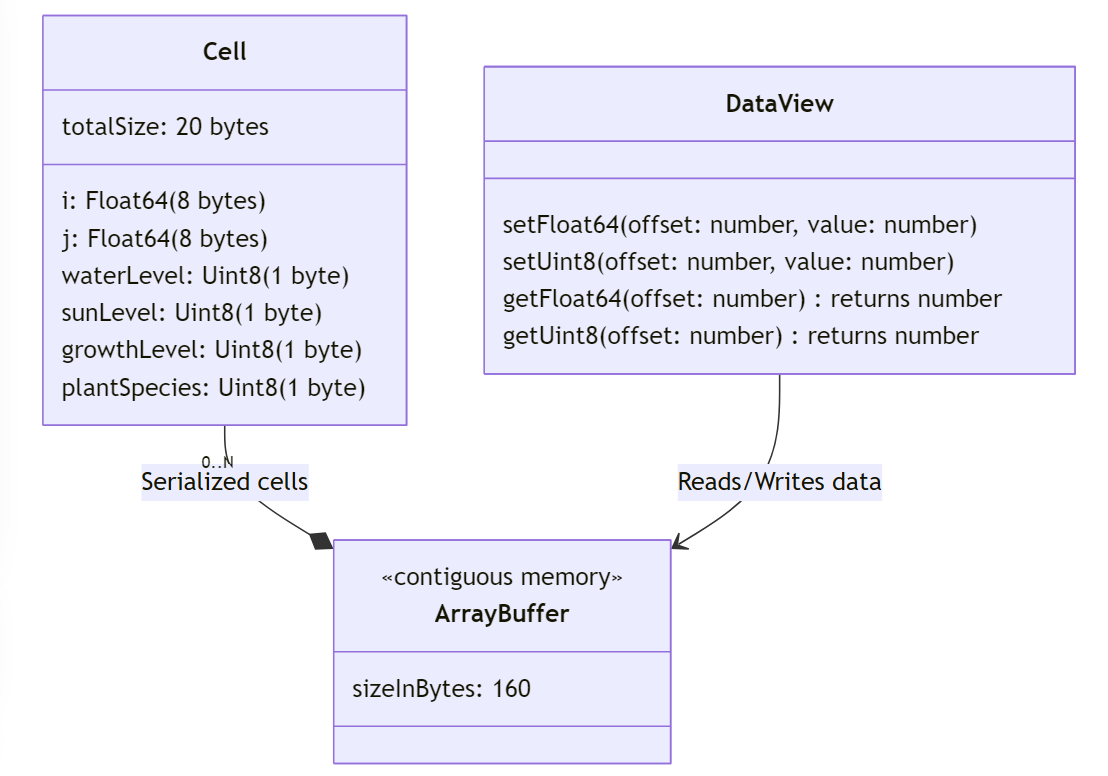 Cell
totalSize: 20 bytes
i: Float64(8 bytes)
j: Float64(8 bytes)
waterLevel: Uint8(1 byte)
sunLevel: Uint8(1 byte)
growthLevel: Uint8(1 byte)
plantSpecies: Uint8(1 byte)
DataView
setFloat64(offset: number, value: number)
setUint8(offset: number, value: number)
getFloat64(offset: number) : returns number
getUint8(offset: number) : returns number
0..N
Serialized cells
Reads/Writes data
«contiguous memory»
ArrayBuffer
sizeInBytes: 160